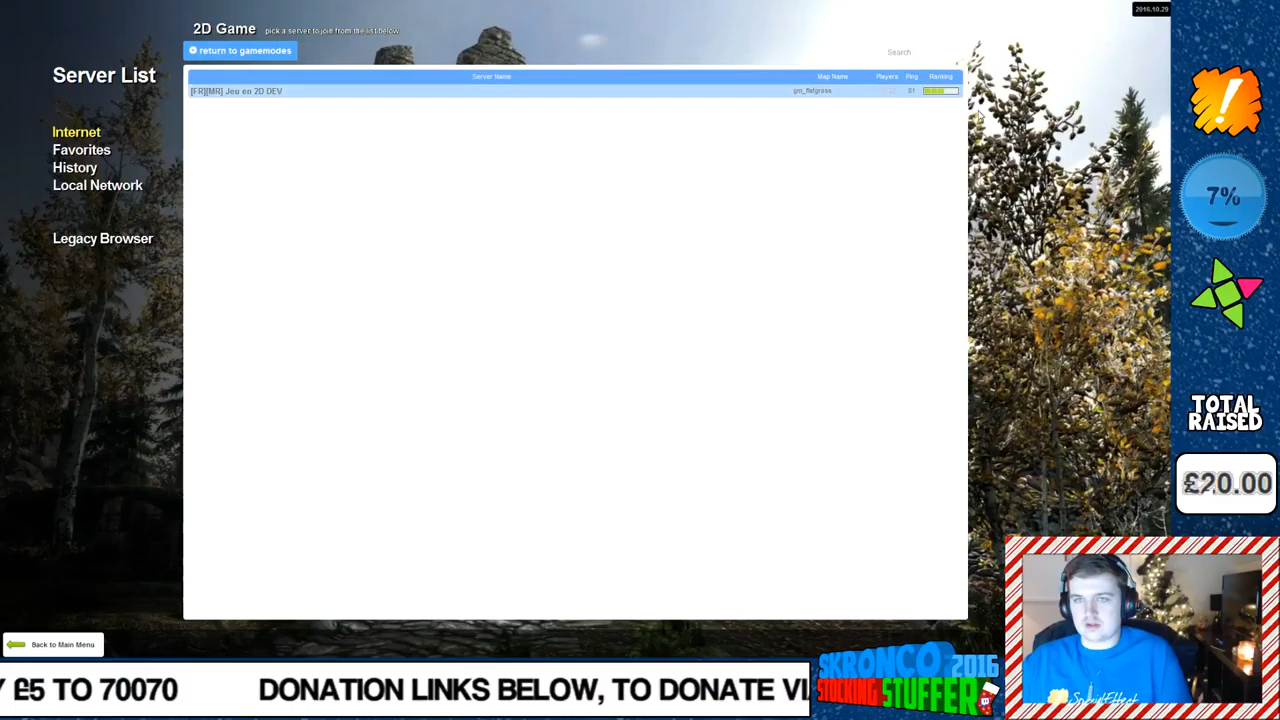 2016.10.29
2D Game pick a server to join from the list below
return to gamemodes
Search
Server List
Server Name Map Name Players Ping Ranking
[FR][MR] Jeu en 2D DEV gm_flatgrass 81
Internet
Favorites
History
Local Network
Legacy Browser
!
7%
TOTAL
RAISED
£20.00
Back to Main Menu
Y £5 TO 70070 DONATION LINKS BELOW, TO DONATE VI
SKRONCO 2016
STOCKING STUFFER
SpecialEffect